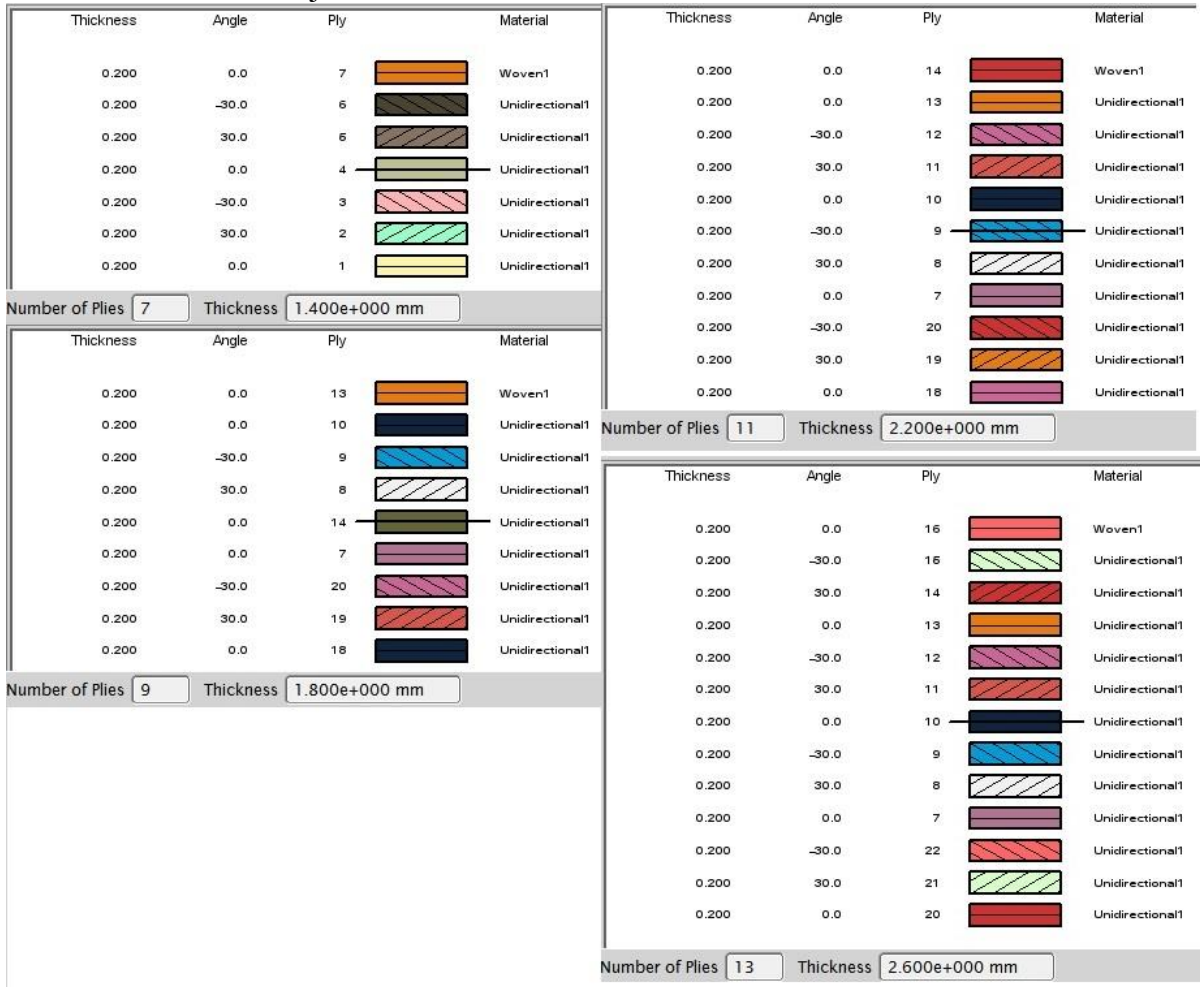 Thickness Angle Ply Material
0.200 0.0 7 Woven1
0.200 -30.0 6 Unidirectional1
0.200 30.0 5 Unidirectional1
0.200 0.0 4 Unidirectional1
0.200 -30.0 3 Unidirectional1
0.200 30.0 2 Unidirectional1
0.200 0.0 1 Unidirectional1
Number of Plies 7 Thickness 1.400e+000 mm
Thickness Angle Ply Material
0.200 0.0 13 Woven1
0.200 0.0 10 Unidirectional1
0.200 -30.0 9 Unidirectional1
0.200 30.0 8 Unidirectional1
0.200 0.0 14 Unidirectional1
0.200 0.0 7 Unidirectional1
0.200 -30.0 20 Unidirectional1
0.200 30.0 19 Unidirectional1
0.200 0.0 18 Unidirectional1
Number of Plies 9 Thickness 1.800e+000 mm
Thickness Angle Ply Material
0.200 0.0 14 Woven1
0.200 0.0 13 Unidirectional1
0.200 -30.0 12 Unidirectional1
0.200 30.0 11 Unidirectional1
0.200 0.0 10 Unidirectional1
0.200 -30.0 9 Unidirectional1
0.200 30.0 8 Unidirectional1
0.200 0.0 7 Unidirectional1
0.200 -30.0 20 Unidirectional1
0.200 30.0 19 Unidirectional1
0.200 0.0 18 Unidirectional1
Number of Plies 11 Thickness 2.200e+000 mm
Thickness Angle Ply Material
0.200 0.0 16 Woven1
0.200 -30.0 15 Unidirectional1
0.200 30.0 14 Unidirectional1
0.200 0.0 13 Unidirectional1
0.200 -30.0 12 Unidirectional1
0.200 30.0 11 Unidirectional1
0.200 0.0 10 Unidirectional1
0.200 -30.0 9 Unidirectional1
0.200 30.0 8 Unidirectional1
0.200 0.0 7 Unidirectional1
0.200 -30.0 22 Unidirectional1
0.200 30.0 21 Unidirectional1
0.200 0.0 20 Unidirectional1
Number of Plies 13 Thickness 2.600e+000 mm